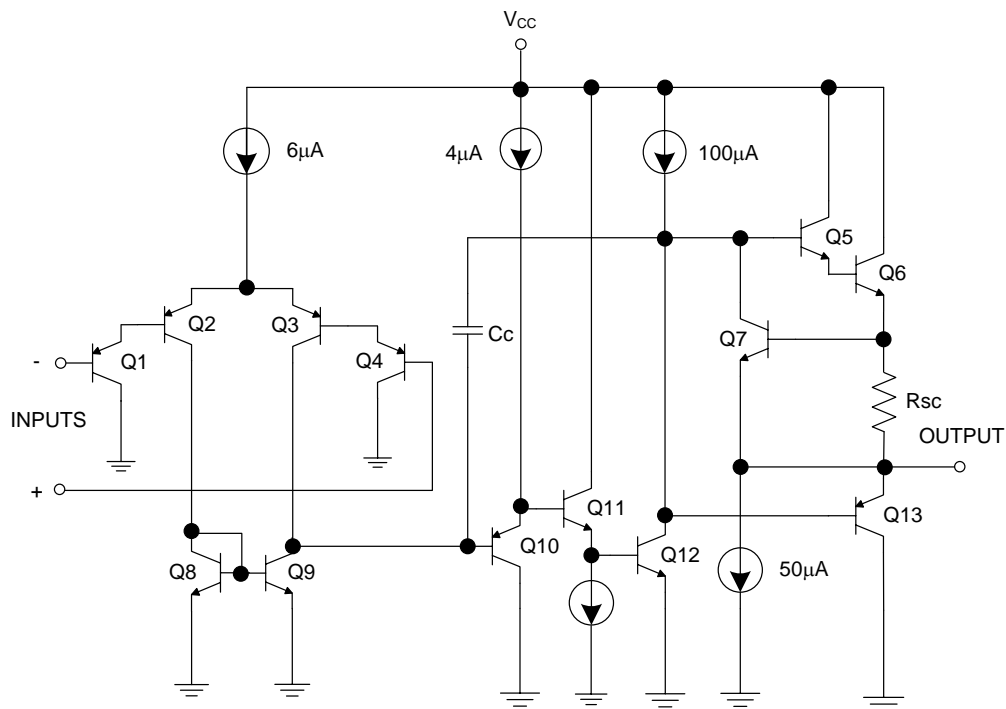 VCC
6μA
4μA
100μA
Q5
Q6
Q2
Q3
Q1
Q4
Cc
Q7
-
INPUTS
Rsc
OUTPUT
+
Q11
Q13
Q8
Q9
Q10
Q12
50μA